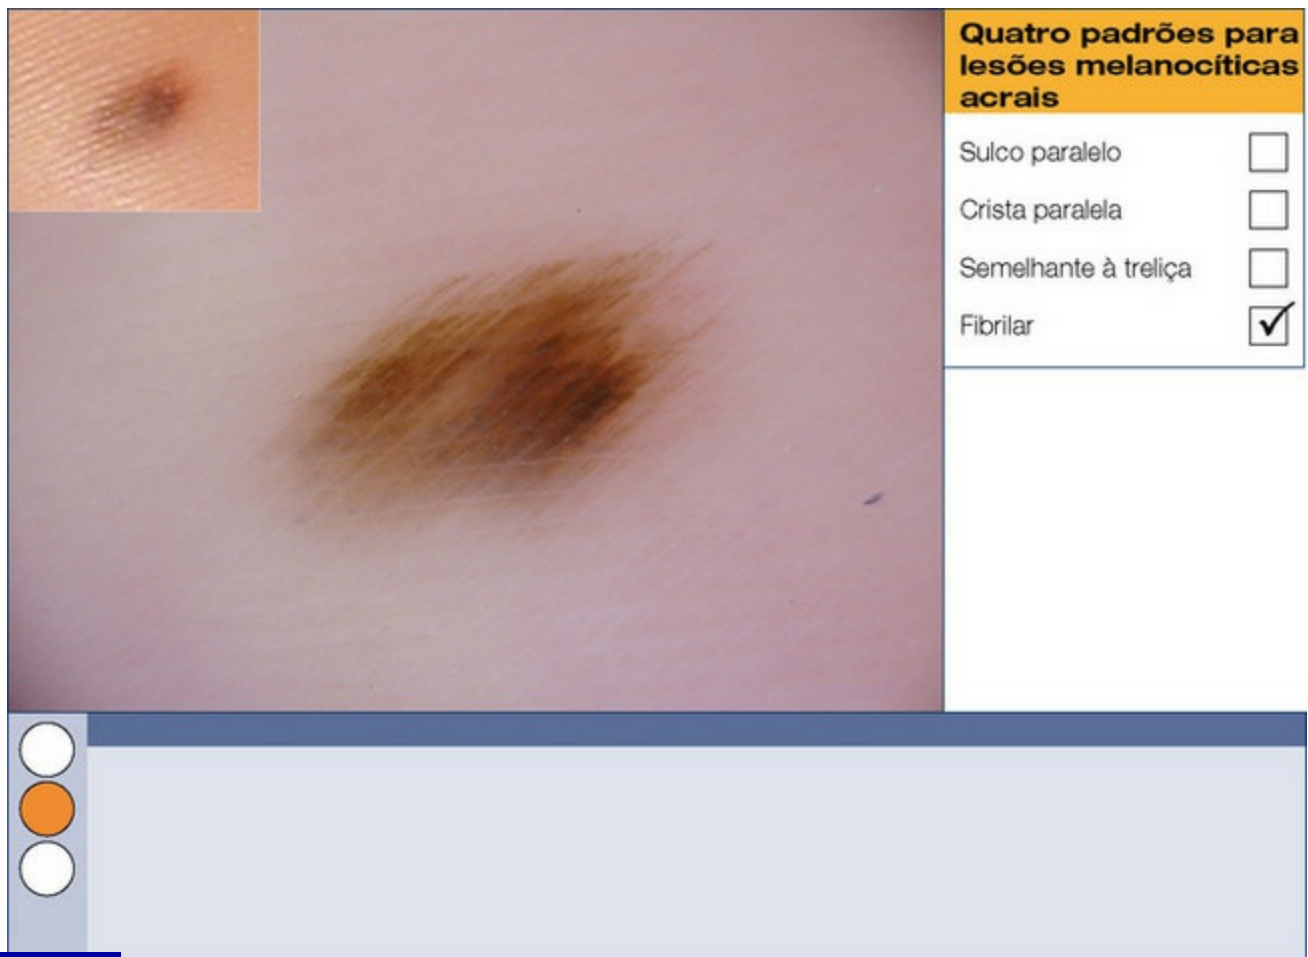 Quatro padrões para
lesões melanocíticas
acrais
Sulco paralelo
Crista paralela
Semelhante à treliça
Fibrilar